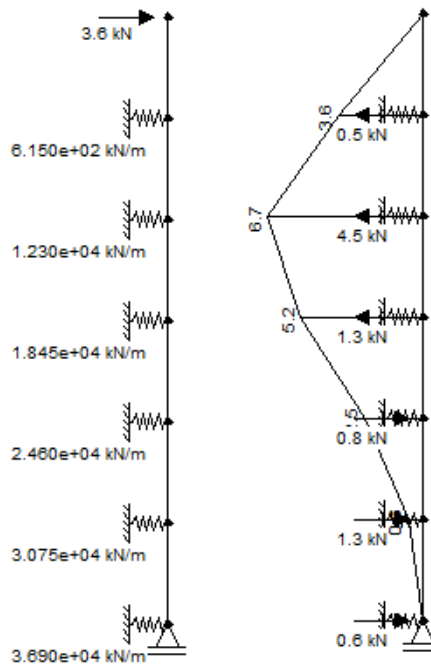 3.6 kN
6.150e+02 kN/m
1.230e+04 kN/m
1.845e+04 kN/m
2.460e+04 kN/m
3.075e+04 kN/m
3.690e+04 kN/m
3.6
0.5 kN
6.7
4.5 kN
5.2
1.3 kN
.5
0.8 kN
1.3 kN
0.6 kN